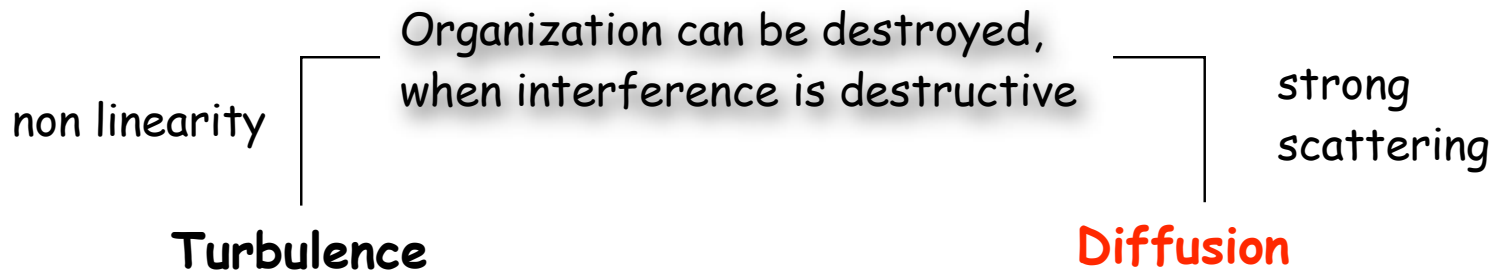 Organization can be destroyed,
when interference is destructive
non linearity
strong
scattering
Turbulence
Diffusion